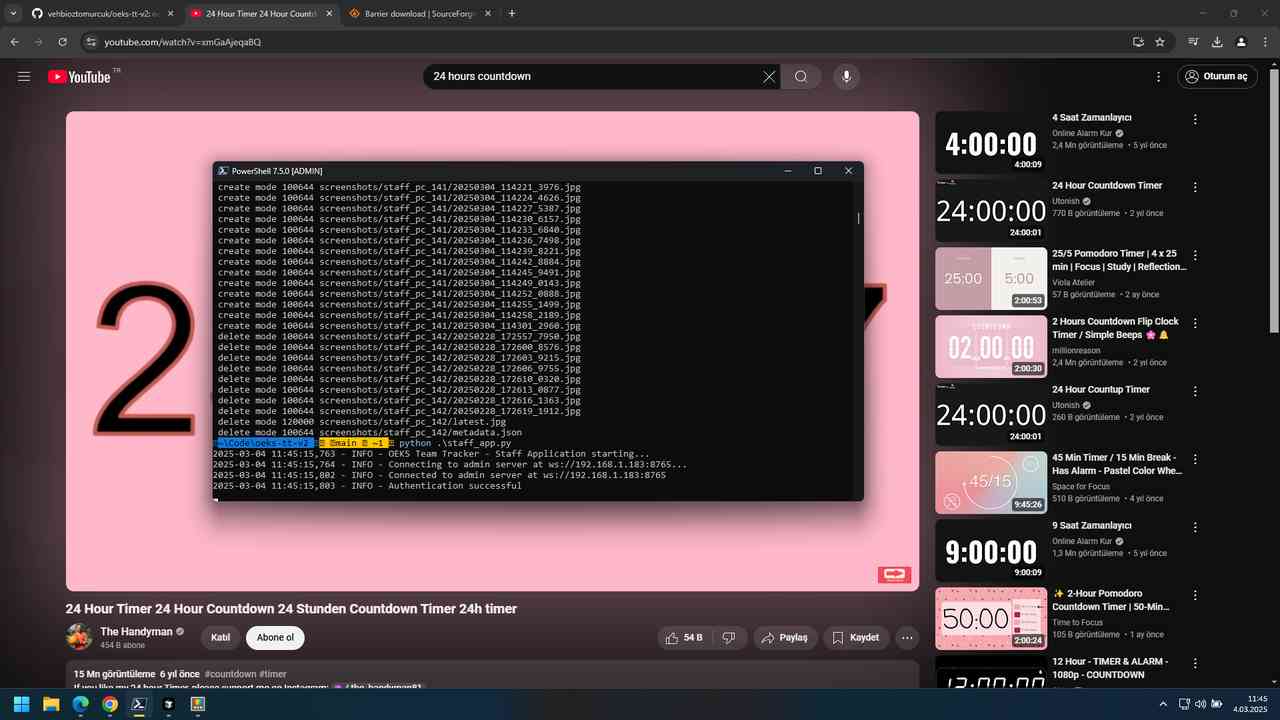 vehbioztomurcuk/oeks-tt-v2:
24 Hour Timer 24 Hour Countd
Barrier download | SourceForg
youtube.com/watch?v=xmGaAjeqaBQ
YouTube TR
24 hours countdown
Oturum aç
2
PowerShell 7.5.0 [ADMIN]
create mode 100644 screenshots/staff_pc_141/20250304_114221_3976.jpg
create mode 100644 screenshots/staff_pc_141/20250304_114224_4626.jpg
create mode 100644 screenshots/staff_pc_141/20250304_114227_5387.jpg
create mode 100644 screenshots/staff_pc_141/20250304_114230_6157.jpg
create mode 100644 screenshots/staff_pc_141/20250304_114233_6840.jpg
create mode 100644 screenshots/staff_pc_141/20250304_114236_7498.jpg
create mode 100644 screenshots/staff_pc_141/20250304_114239_8221.jpg
create mode 100644 screenshots/staff_pc_141/20250304_114242_8884.jpg
create mode 100644 screenshots/staff_pc_141/20250304_114245_9491.jpg
create mode 100644 screenshots/staff_pc_141/20250304_114249_0143.jpg
create mode 100644 screenshots/staff_pc_141/20250304_114252_0808.jpg
create mode 100644 screenshots/staff_pc_141/20250304_114255_1499.jpg
create mode 100644 screenshots/staff_pc_141/20250304_114258_2189.jpg
create mode 100644 screenshots/staff_pc_141/20250304_114301_2960.jpg
delete mode 100644 screenshots/staff_pc_142/20250228_172557_7950.jpg
delete mode 100644 screenshots/staff_pc_142/20250228_172600_8576.jpg
delete mode 100644 screenshots/staff_pc_142/20250228_172603_9215.jpg
delete mode 100644 screenshots/staff_pc_142/20250228_172606_9755.jpg
delete mode 100644 screenshots/staff_pc_142/20250228_172610_0320.jpg
delete mode 100644 screenshots/staff_pc_142/20250228_172613_0877.jpg
delete mode 100644 screenshots/staff_pc_142/20250228_172616_1363.jpg
delete mode 100644 screenshots/staff_pc_142/20250228_172619_1912.jpg
delete mode 120000 screenshots/staff_pc_142/latest.jpg
delete mode 100644 screenshots/staff_pc_142/metadata.json
~\Code\oeks-tt-v2 main ~1 python .\staff_app.py
2025-03-04 11:45:15,763 - INFO - OEKS Team Tracker - Staff Application starting...
2025-03-04 11:45:15,764 - INFO - Connecting to admin server at ws://192.168.1.183:8765...
2025-03-04 11:45:15,802 - INFO - Connected to admin server at ws://192.168.1.183:8765
2025-03-04 11:45:15,803 - INFO - Authentication successful
24 Hour Timer 24 Hour Countdown 24 Stunden Countdown Timer 24h timer
The Handyman
454 B abone
Katıl
Abone ol
54 B
Paylaş
Kaydet
15 Mn görüntüleme 6 yıl önce #countdown #timer
If you like my 24 hour Timer, please support me on Instagram: / the_handyman81
4:00:00
4:00:09
4 Saat Zamanlayıcı
Online Alarm Kur
2,4 Mn görüntüleme • 5 yıl önce
24:00:00
24:00:01
24 Hour Countdown Timer
Utonish
770 B görüntüleme • 2 yıl önce
25:00 5:00
2:00:53
25/5 Pomodoro Timer | 4 x 25
min | Focus | Study | Reflection...
Viola Atelier
57 B görüntüleme • 2 ay önce
COUNTDOWN
02:00:00
2:00:30
2 Hours Countdown Flip Clock
Timer / Simple Beeps 🌸 🔔
millionreason
2,4 Mn görüntüleme • 2 yıl önce
24:00:00
24:00:01
24 Hour Countup Timer
Utonish
260 B görüntüleme • 2 yıl önce
45/15
9:45:26
45 Min Timer / 15 Min Break -
Has Alarm - Pastel Color Whe...
Space for Focus
510 B görüntüleme • 4 yıl önce
9:00:00
9:00:09
9 Saat Zamanlayıcı
Online Alarm Kur
1,3 Mn görüntüleme • 5 yıl önce
50:00
2:00:24
✨ 2-Hour Pomodoro
Countdown Timer | 50-Min...
Time to Focus
105 B görüntüleme • 1 ay önce
12:00:00
12 Hour - TIMER & ALARM -
1080p - COUNTDOWN
11:45
4.03.2025